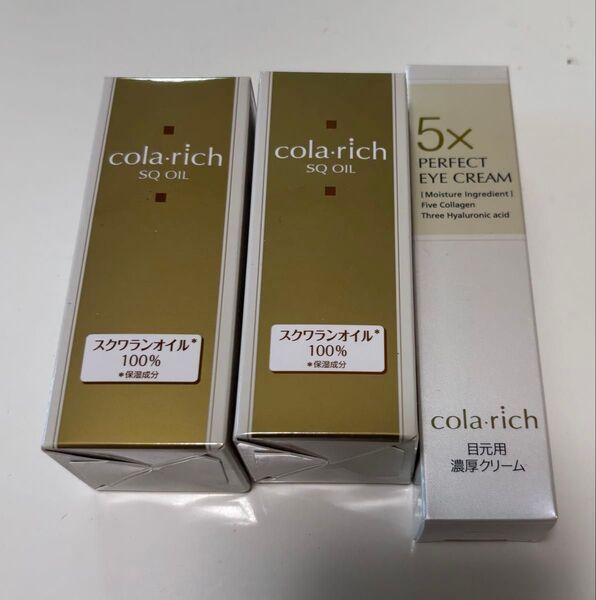 cola·rich
SQ OIL
スクワランオイル*
100%
*保湿成分
cola·rich
SQ OIL
スクワランオイル*
100%
*保湿成分
5x
PERFECT
EYE CREAM
[Moisture Ingredient]
Five Collagen
Three Hyaluronic acid
cola·rich
目元用
濃厚クリーム